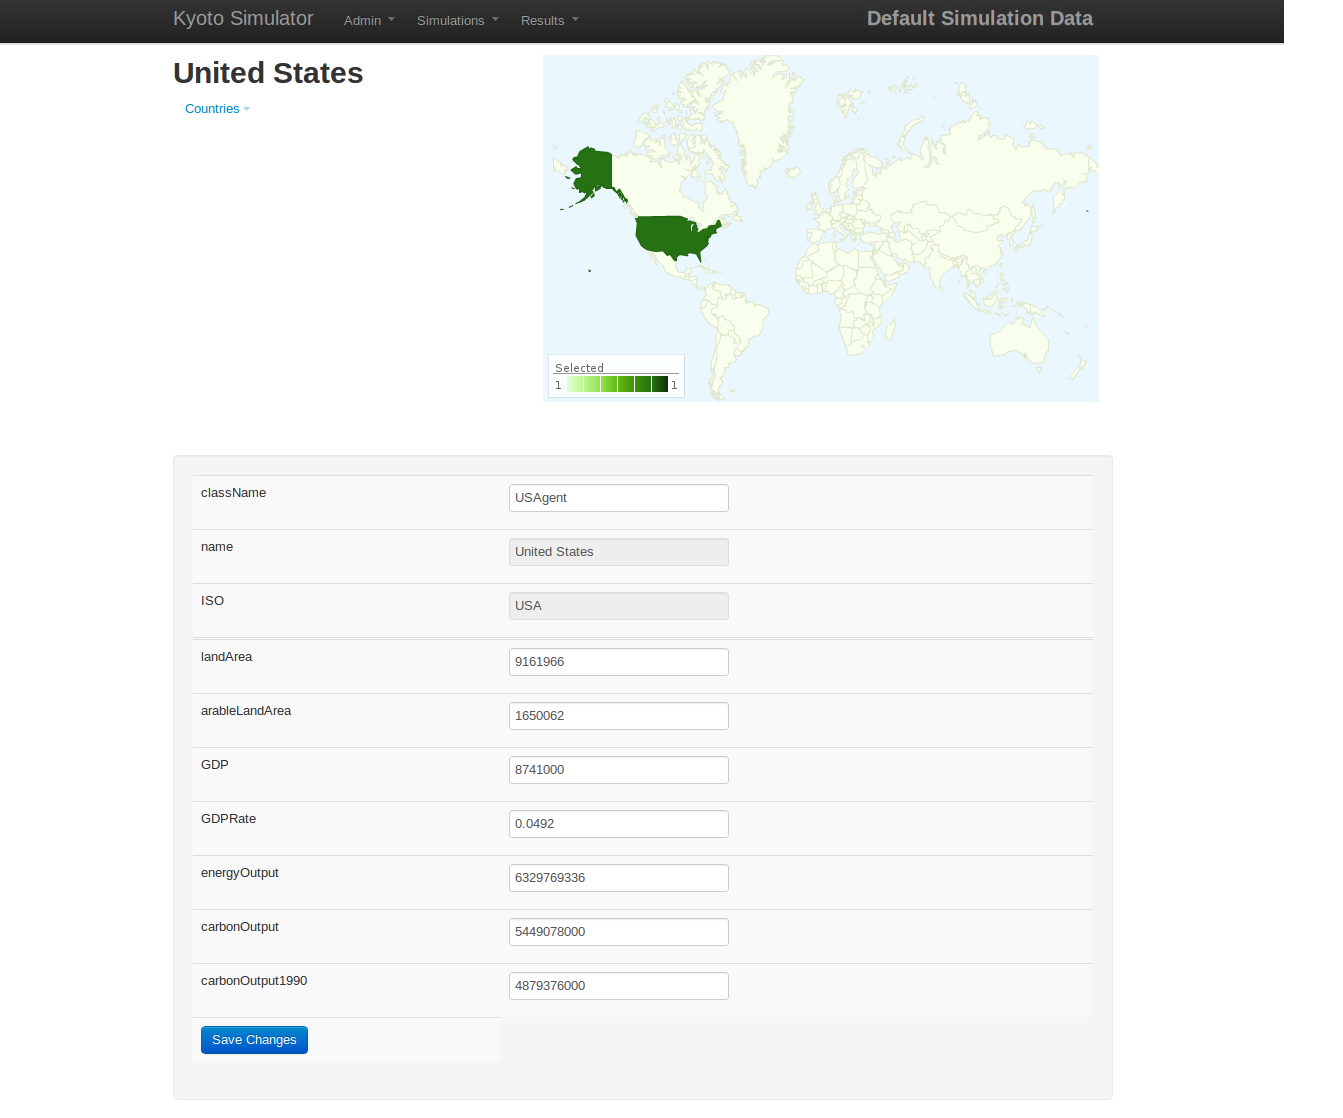 Kyoto Simulator Admin Simulations Results Default Simulation Data
United States
Countries
Selected
1 1
className USAgent
name United States
ISO USA
landArea 9161966
arableLandArea 1650062
GDP 8741000
GDPRate 0.0492
energyOutput 6329769336
carbonOutput 5449078000
carbonOutput1990 4879376000
Save Changes